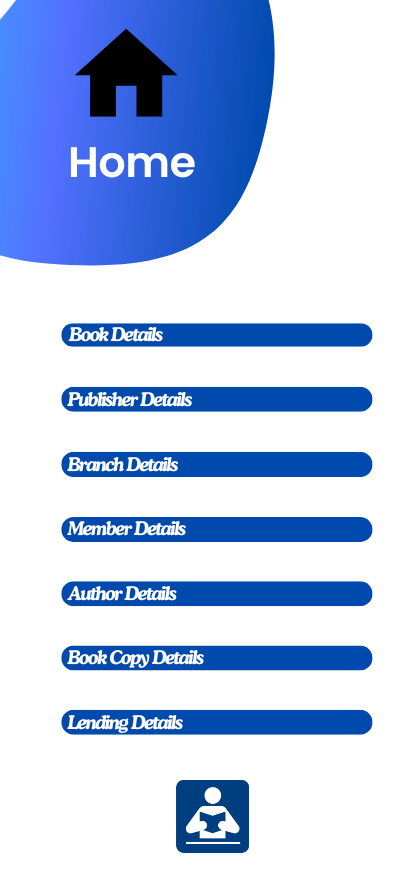 Home
Book Details
Publisher Details
Branch Details
Member Details
Author Details
Book Copy Details
Lending Details